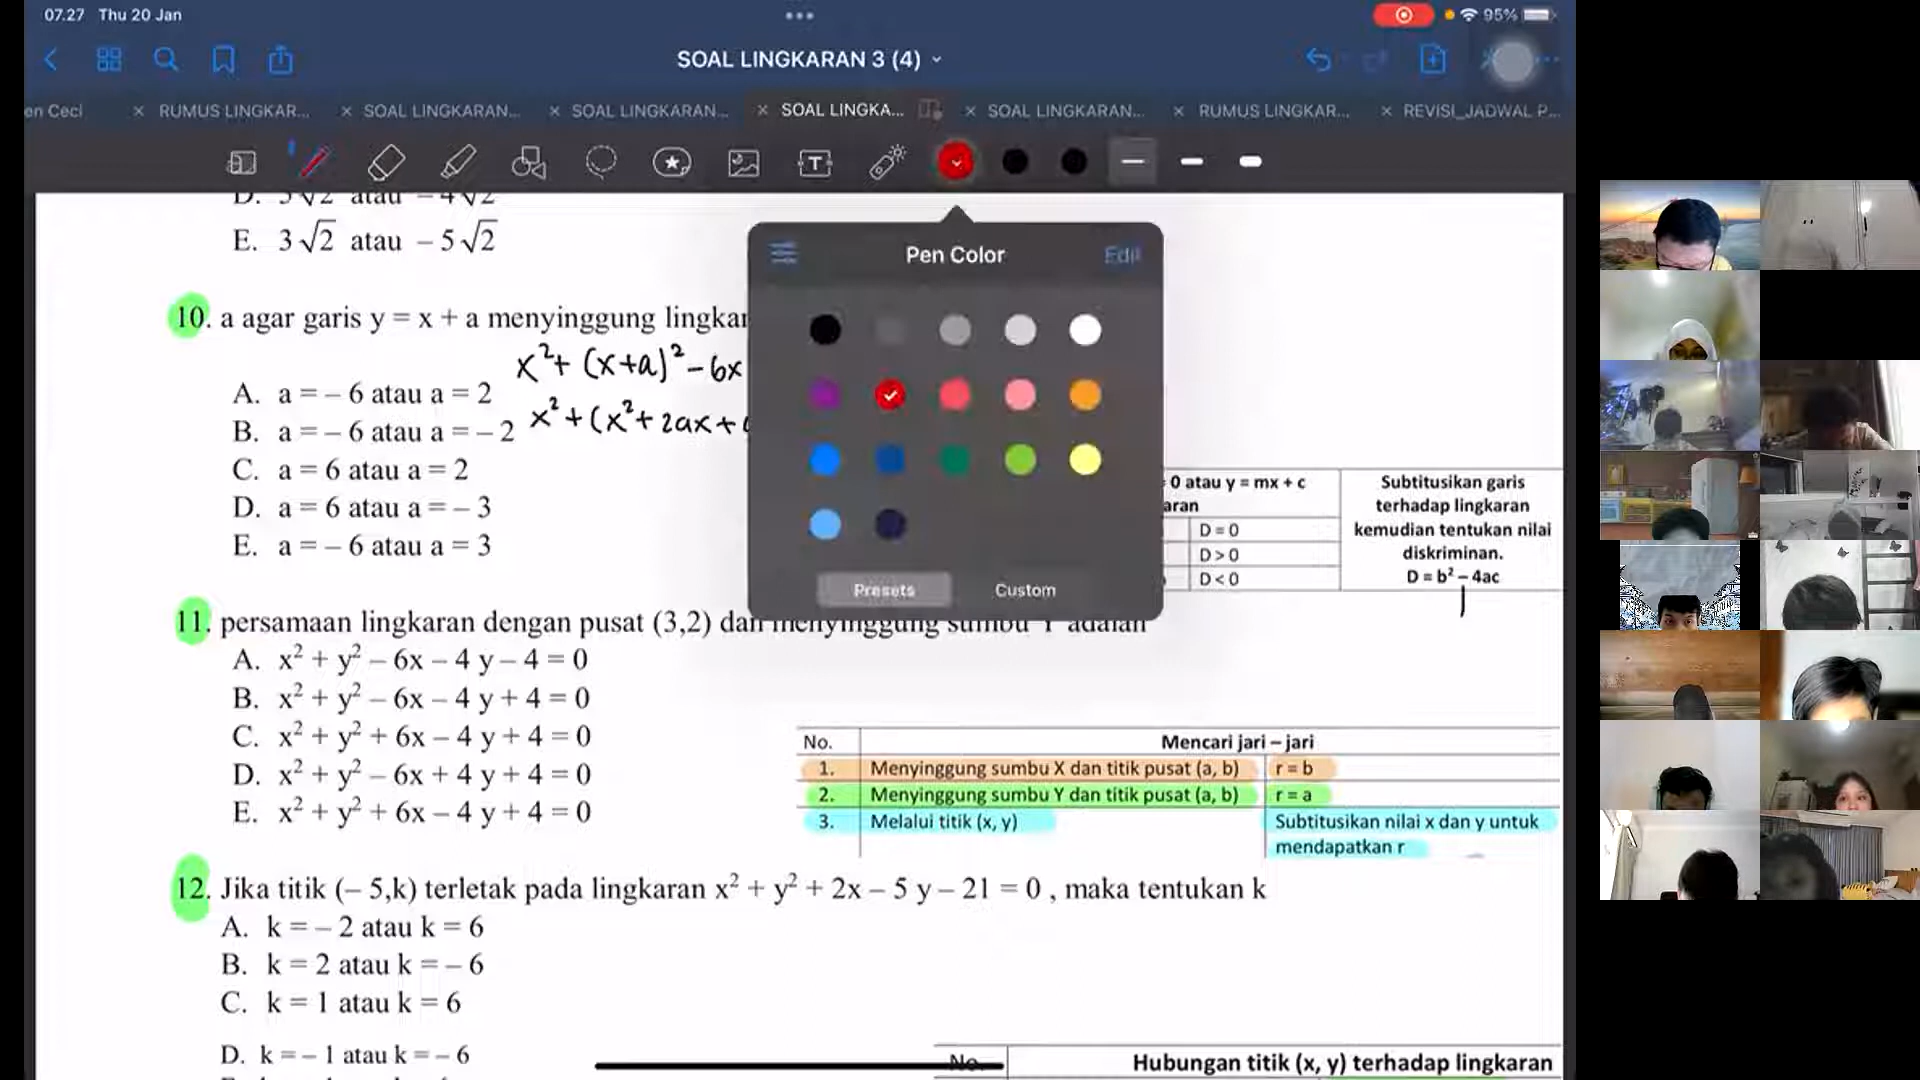 07.27 Thu 20 Jan
95%
SOAL LINGKARAN 3 (4)
en Ceci
RUMUS LINGKAR...
SOAL LINGKARAN...
SOAL LINGKARAN...
SOAL LINGKA...
SOAL LINGKARAN...
RUMUS LINGKAR...
REVISI_JADWAL P...
D. 5√2 atau – 4√2
E. 3√2 atau – 5√2
10. a agar garis y = x + a menyinggung lingkar
x² + (x+a)² – 6x
A. a = – 6 atau a = 2
x² + (x² + 2ax +
B. a = – 6 atau a = – 2
C. a = 6 atau a = 2
D. a = 6 atau a = – 3
E. a = – 6 atau a = 3
Pen Color
Edit
Presets
Custom
0 atau y = mx + c
aran
D = 0
D > 0
D < 0
Subtitusikan garis
terhadap lingkaran
kemudian tentukan nilai
diskriminan.
D = b² – 4ac
11. persamaan lingkaran dengan pusat (3,2) dan menyinggung sumbu Y adalah
A. x² + y² – 6x – 4 y – 4 = 0
B. x² + y² – 6x – 4 y + 4 = 0
C. x² + y² + 6x – 4 y + 4 = 0
D. x² + y² – 6x + 4 y + 4 = 0
E. x² + y² + 6x – 4 y + 4 = 0
No. Mencari jari – jari
1. Menyinggung sumbu X dan titik pusat (a, b) r = b
2. Menyinggung sumbu Y dan titik pusat (a, b) r = a
3. Melalui titik (x, y) Subtitusikan nilai x dan y untuk
mendapatkan r
12. Jika titik (– 5,k) terletak pada lingkaran x² + y² + 2x – 5 y – 21 = 0 , maka tentukan k
A. k = – 2 atau k = 6
B. k = 2 atau k = – 6
C. k = 1 atau k = 6
D. k = – 1 atau k = – 6
No. Hubungan titik (x, y) terhadap lingkaran